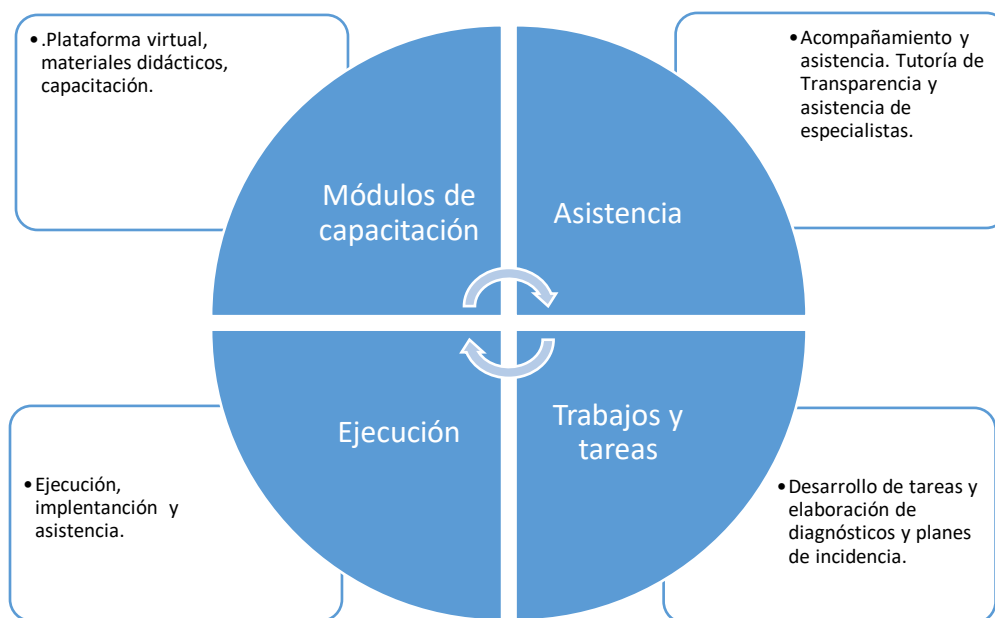 •.Plataforma virtual,
materiales didácticos,
capacitación.
•Acompañamiento y
asistencia. Tutoría de
Transparencia y
asistencia de
especialistas.
Módulos de
capacitación
Asistencia
Ejecución
Trabajos y
tareas
•Ejecución,
implentanción y
asistencia.
•Desarrollo de tareas y
elaboración de
diagnósticos y planes
de incidencia.